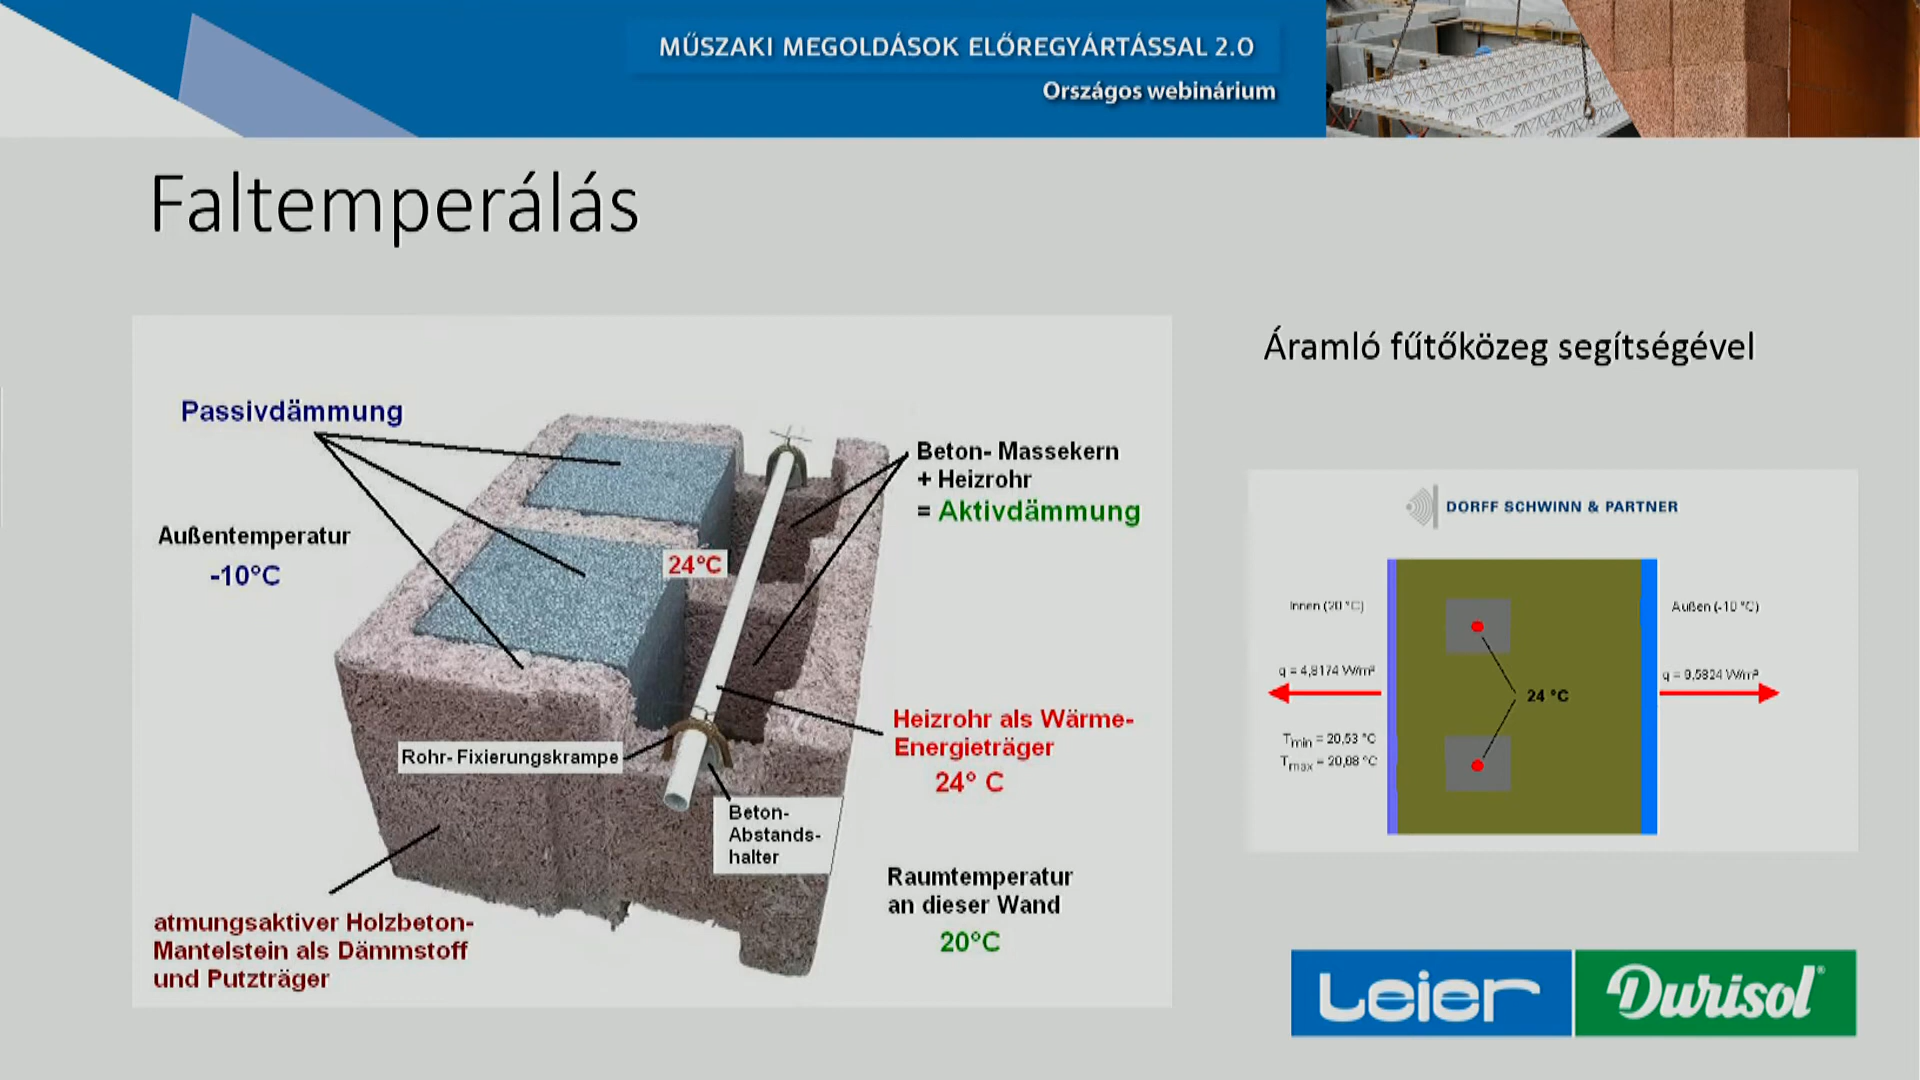 MŰSZAKI MEGOLDÁSOK ELŐREGYÁRTÁSSAL 2.0
Országos webinárium
Faltemperálás
Áramló fűtőközeg segítségével
Passivdämmung
Beton- Massekern
+ Heizrohr
= Aktivdämmung
Außentemperatur
-10°C
24°C
Heizrohr als Wärme-
Energieträger
24° C
Rohr- Fixierungskrampe
Beton-
Abstands-
halter
Raumtemperatur
an dieser Wand
20°C
atmungsaktiver Holzbeton-
Mantelstein als Dämmstoff
und Putzträger
DORFF SCHWINN & PARTNER
Innen (20 °C)
Außen (-10 °C)
q = 4,8174 W/m²
q = 9,5824 W/m²
24 °C
Tmin = 20,53 °C
Tmax = 20,68 °C
Leier
Durisol®